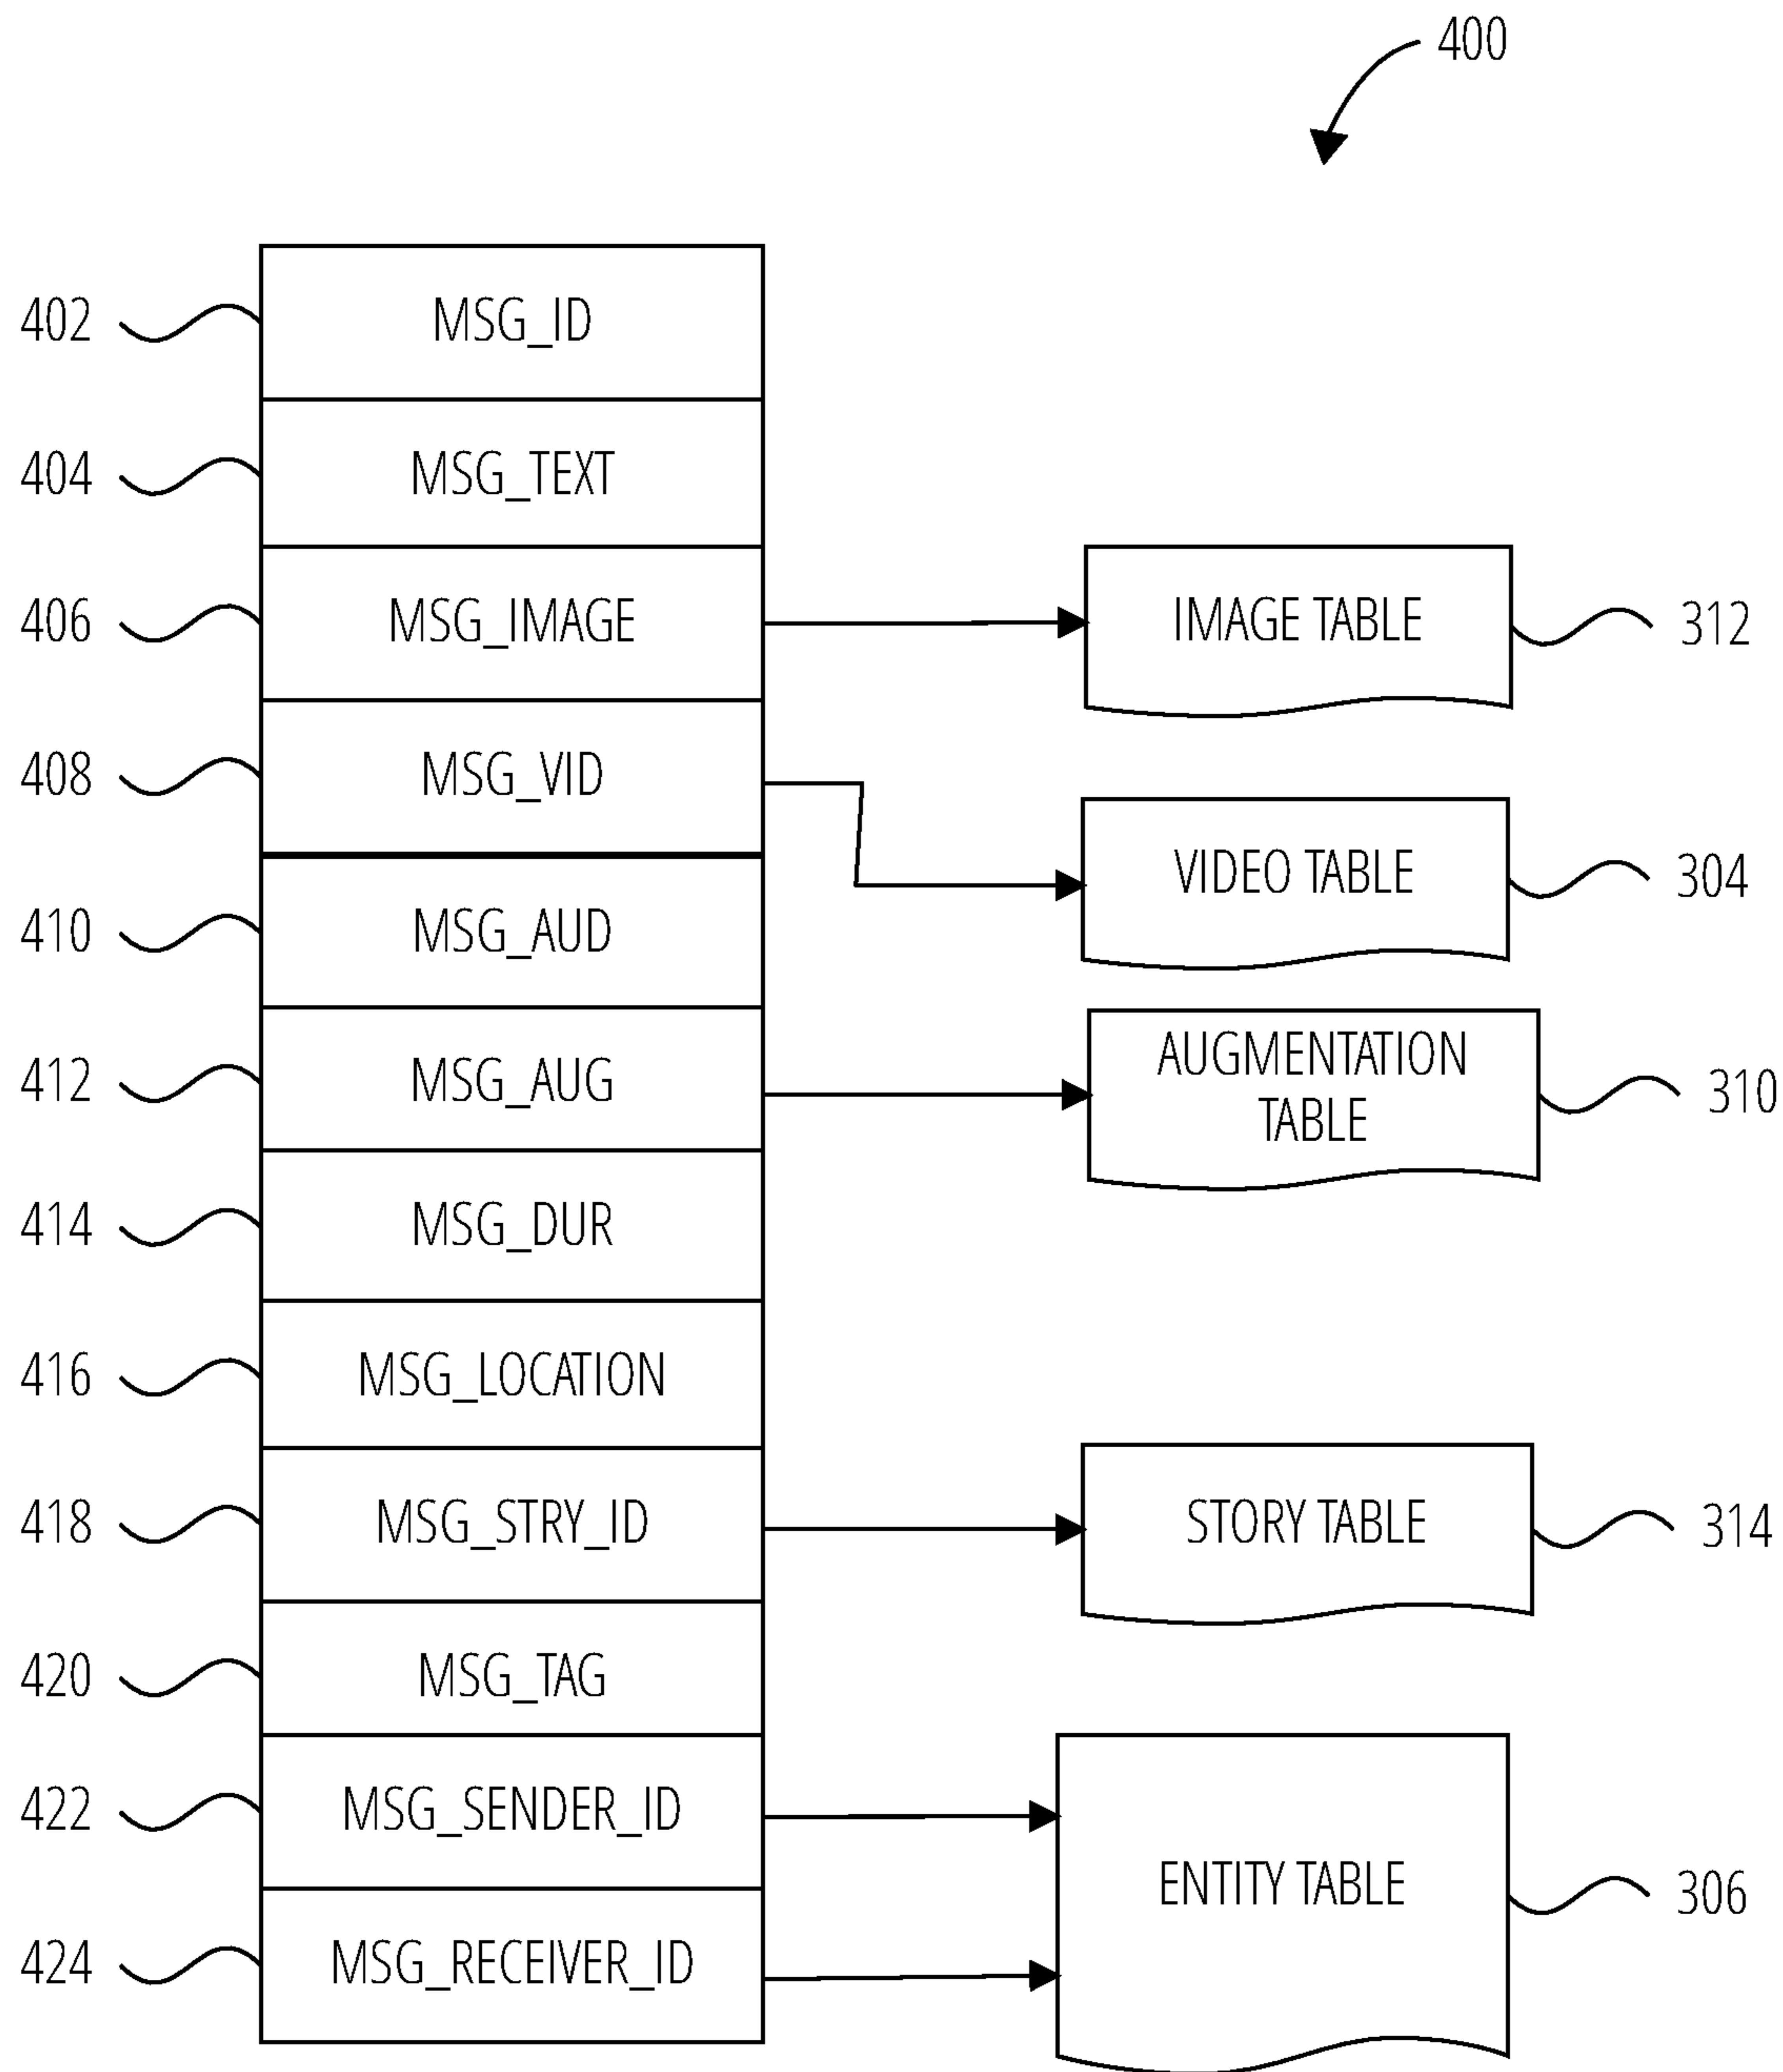 400
402 MSG_ID
404 MSG_TEXT
406 MSG_IMAGE IMAGE TABLE 312
408 MSG_VID VIDEO TABLE 304
410 MSG_AUD
412 MSG_AUG AUGMENTATION
TABLE 310
414 MSG_DUR
416 MSG_LOCATION
418 MSG_STRY_ID STORY TABLE 314
420 MSG_TAG
422 MSG_SENDER_ID
ENTITY TABLE 306
424 MSG_RECEIVER_ID